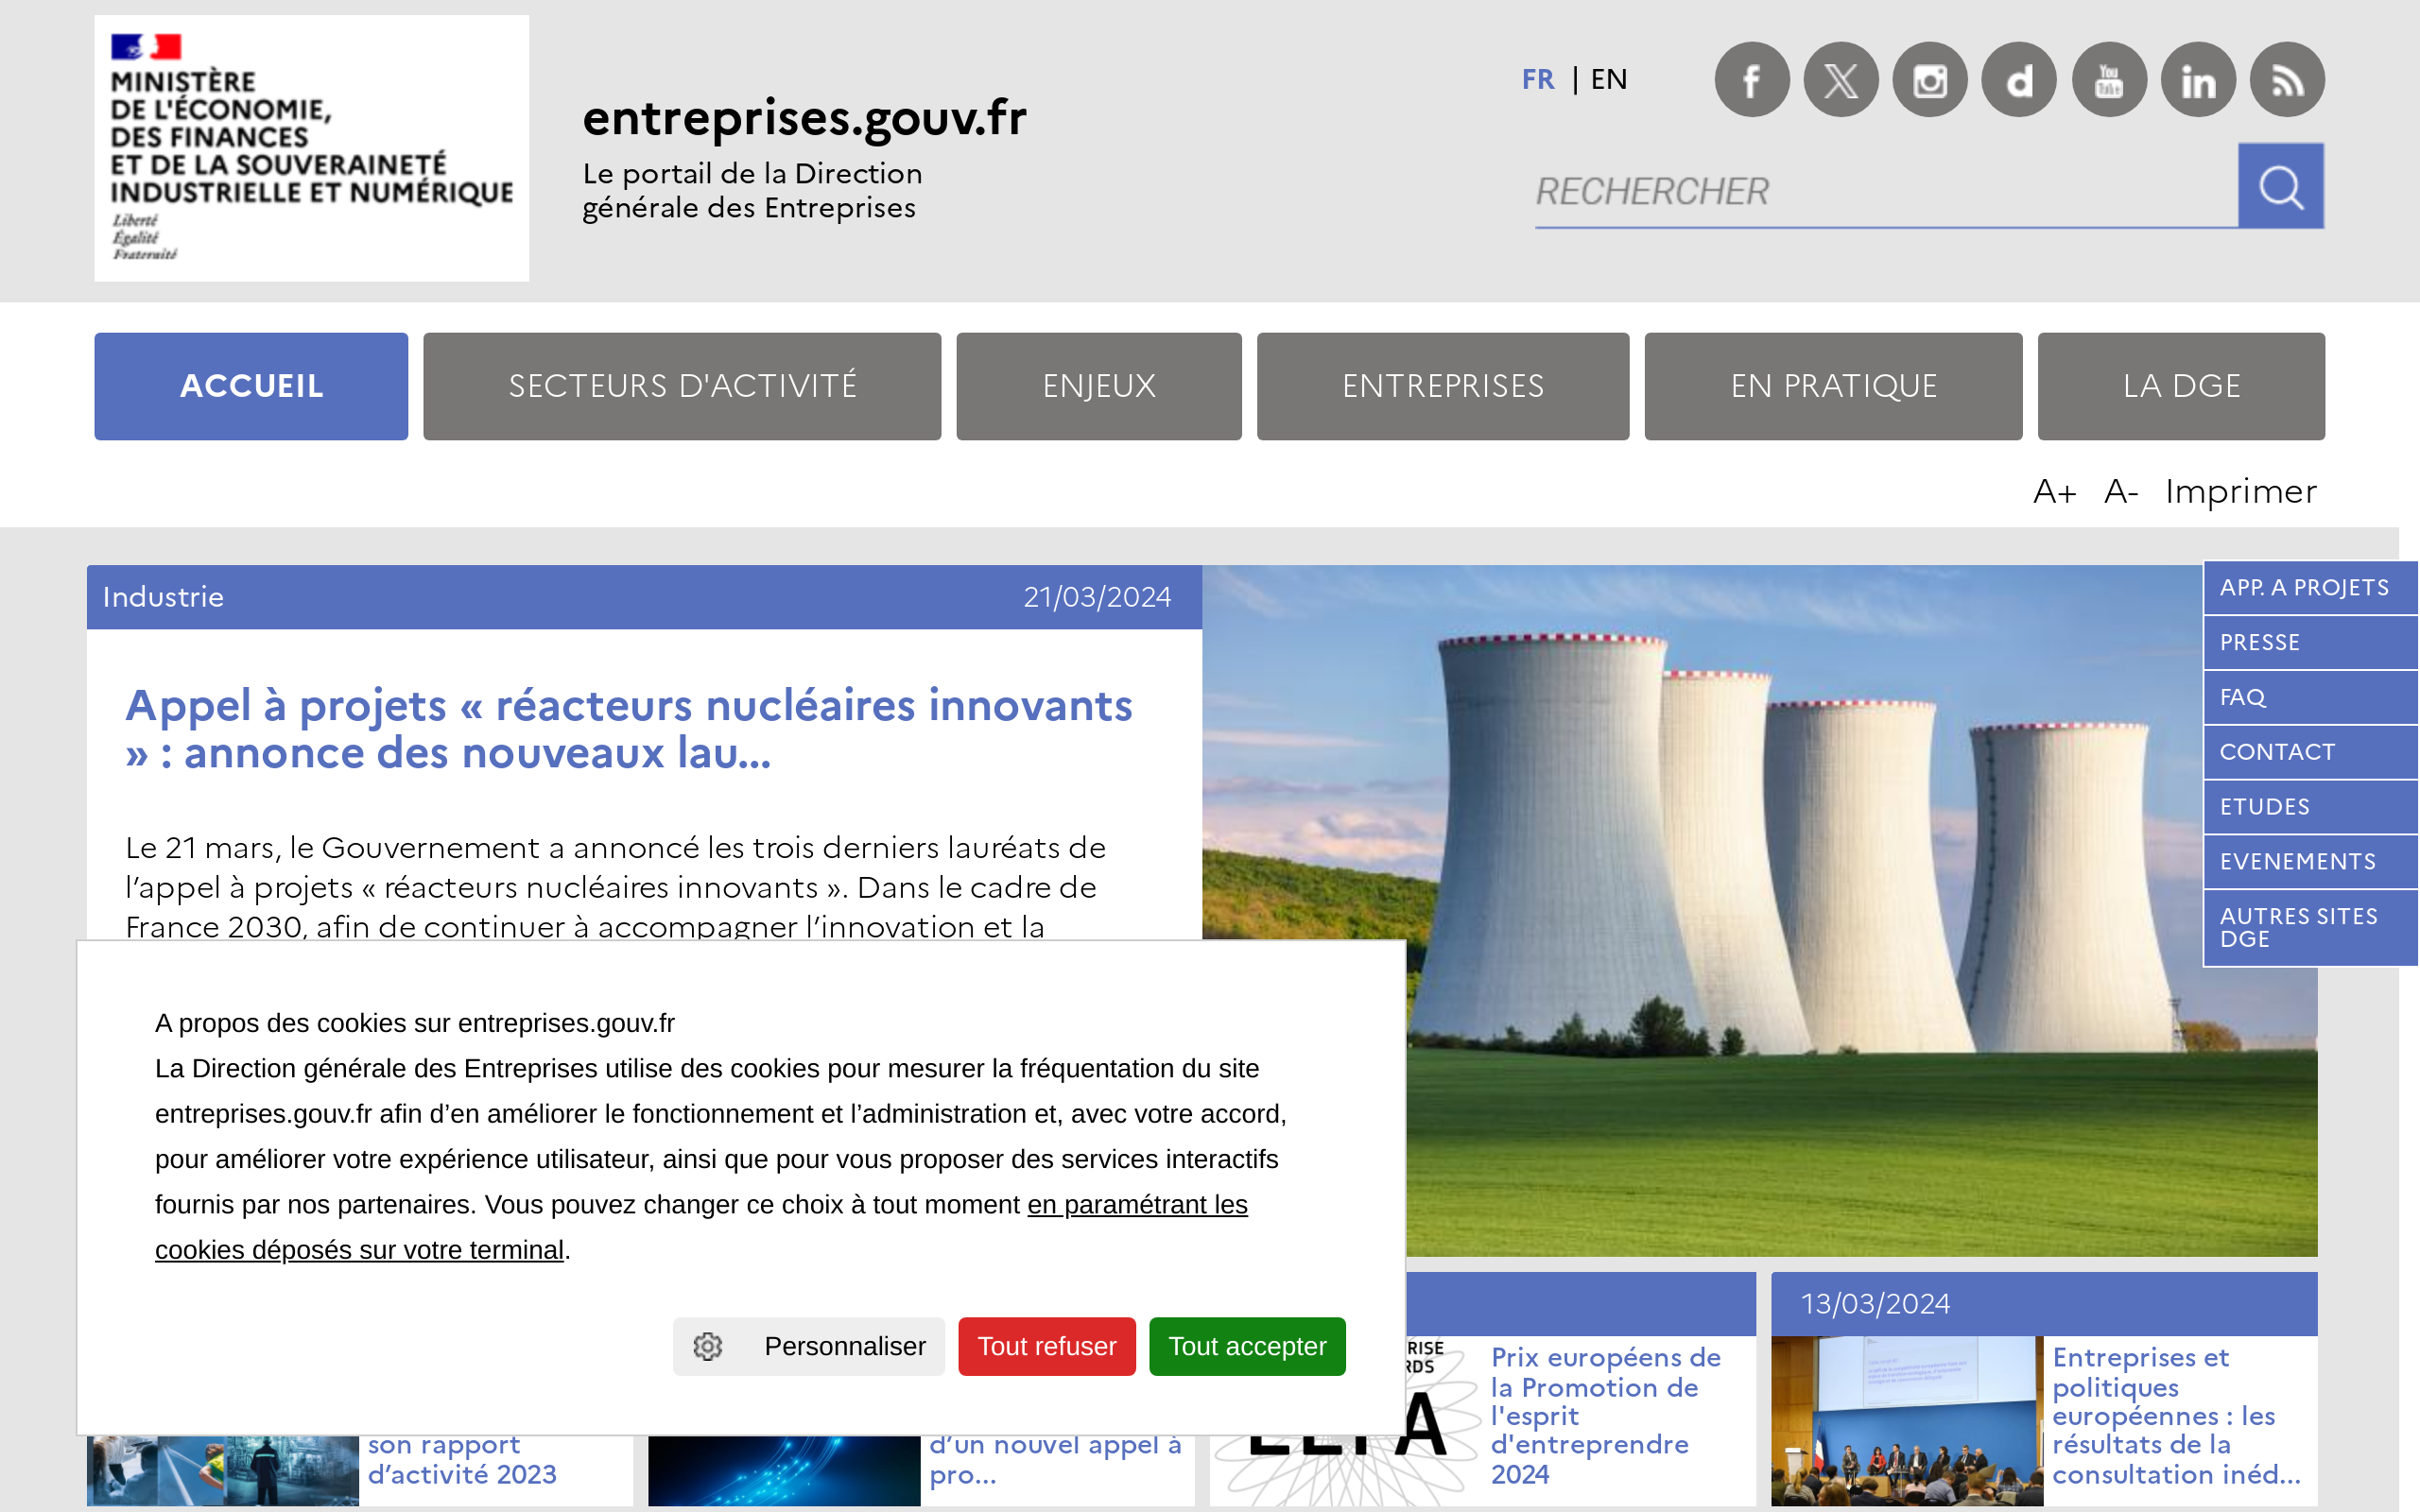 MINISTÈRE
DE L'ÉCONOMIE,
DES FINANCES
ET DE LA SOUVERAINETÉ
INDUSTRIELLE ET NUMÉRIQUE
Liberté
Égalité
Fraternité
entreprises.gouv.fr
Le portail de la Direction
générale des Entreprises
FR | EN
You
Tube
RECHERCHER
ACCUEIL
SECTEURS D'ACTIVITÉ
ENJEUX
ENTREPRISES
EN PRATIQUE
LA DGE
A+ A- Imprimer
Industrie
21/03/2024
Appel à projets « réacteurs nucléaires innovants
» : annonce des nouveaux lau...
Le 21 mars, le Gouvernement a annoncé les trois derniers lauréats de
l’appel à projets « réacteurs nucléaires innovants ». Dans le cadre de
France 2030, afin de continuer à accompagner l’innovation et la
APP. A PROJETS
PRESSE
FAQ
CONTACT
ETUDES
EVENEMENTS
AUTRES SITES
DGE
A propos des cookies sur entreprises.gouv.fr
La Direction générale des Entreprises utilise des cookies pour mesurer la fréquentation du site
entreprises.gouv.fr afin d’en améliorer le fonctionnement et l’administration et, avec votre accord,
pour améliorer votre expérience utilisateur, ainsi que pour vous proposer des services interactifs
fournis par nos partenaires. Vous pouvez changer ce choix à tout moment en paramétrant les
cookies déposés sur votre terminal.
Personnaliser
Tout refuser
Tout accepter
son rapport
d’activité 2023
d’un nouvel appel à
pro...
Prix européens de
la Promotion de
l'esprit
d'entreprendre
2024
13/03/2024
Entreprises et
politiques
européennes : les
résultats de la
consultation inéd...